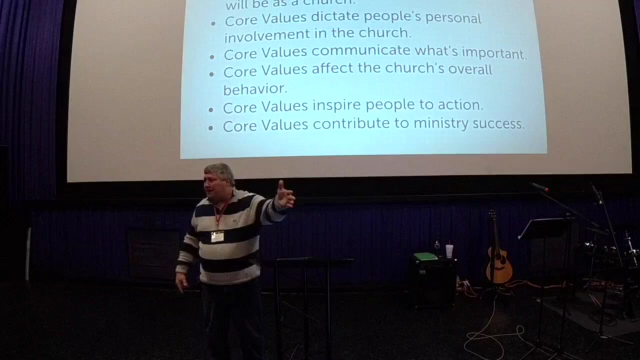 will be as a church.
• Core Values dictate people's personal
involvement in the church.
• Core Values communicate what's important.
• Core Values affect the church's overall
behavior.
• Core Values inspire people to action.
• Core Values contribute to ministry success.